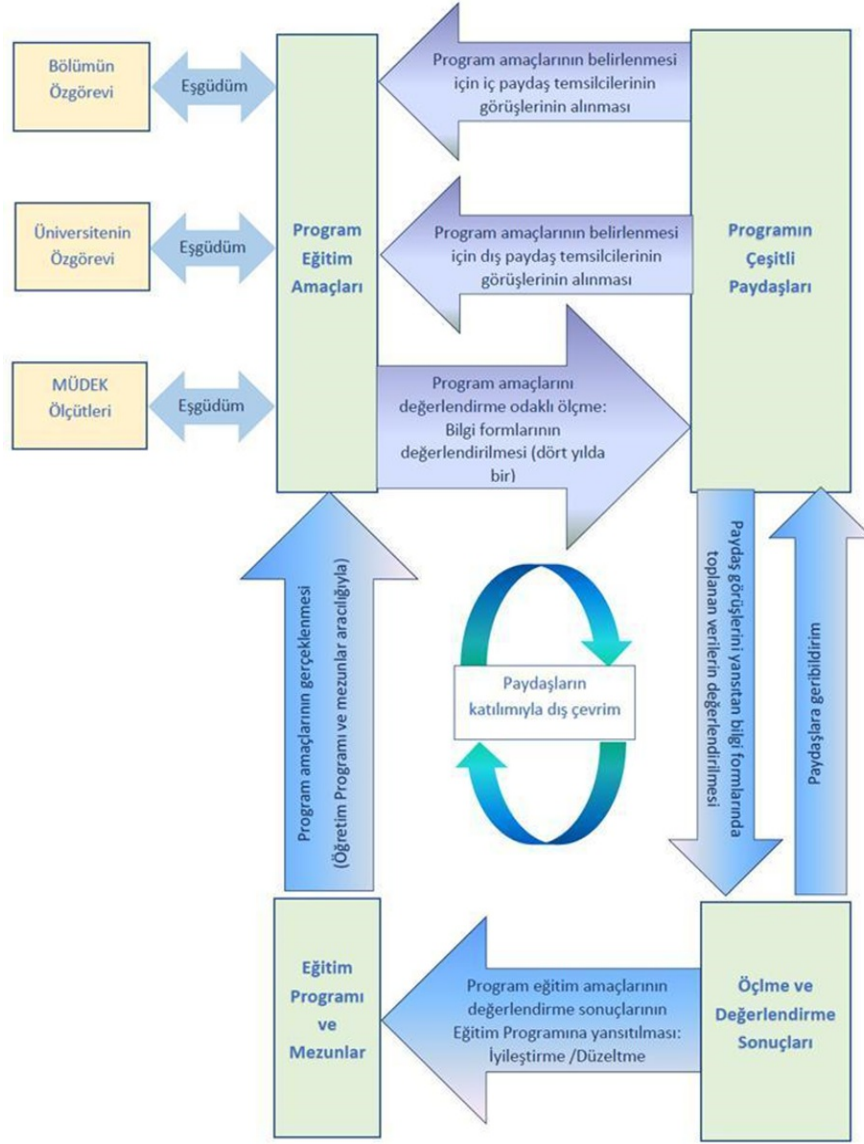 Bölümün
Özgörevi
Eşgüdüm
Program amaçlarının belirlenmesi
için iç paydaş temsilcilerinin
görüşlerinin alınması
Üniversitenin
Özgörevi
Eşgüdüm
Program
Eğitim
Amaçları
Program amaçlarının belirlenmesi
için dış paydaş temsilcilerinin
görüşlerinin alınması
Programın
Çeşitli
Paydaşları
MÜDEK
Ölçütleri
Eşgüdüm
Program amaçlarını
değerlendirme odaklı ölçme:
Bilgi formlarının
değerlendirilmesi (dört yılda
bir)
Program amaçlarının gerçeklenmesi
(Öğretim Programı ve mezunlar aracılığıyla)
Paydaşların
katılımıyla dış çevrim
Paydaş görüşlerini yansıtan bilgi formlarında
toplanan verilerin değerlendirilmesi
Paydaşlara geribildirim
Eğitim
Programı
ve
Mezunlar
Program eğitim amaçlarının
değerlendirme sonuçlarının
Eğitim Programına yansıtılması:
İyileştirme /Düzeltme
Öçlme ve
Değerlendirme
Sonuçları